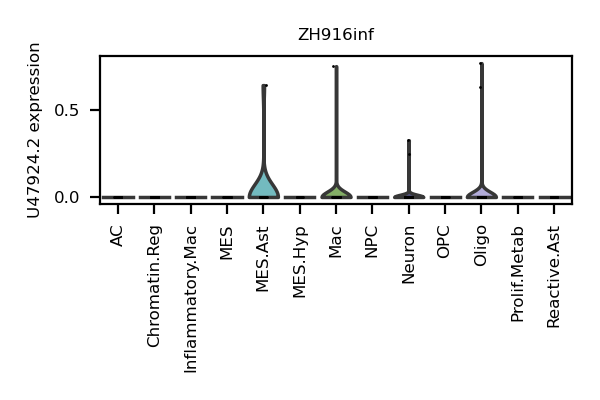 ZH916inf
U47924.2 expression
0.5
0.0
AC
Chromatin.Reg
Inflammatory.Mac
MES
MES.Ast
MES.Hyp
Mac
NPC
Neuron
OPC
Oligo
Prolif.Metab
Reactive.Ast